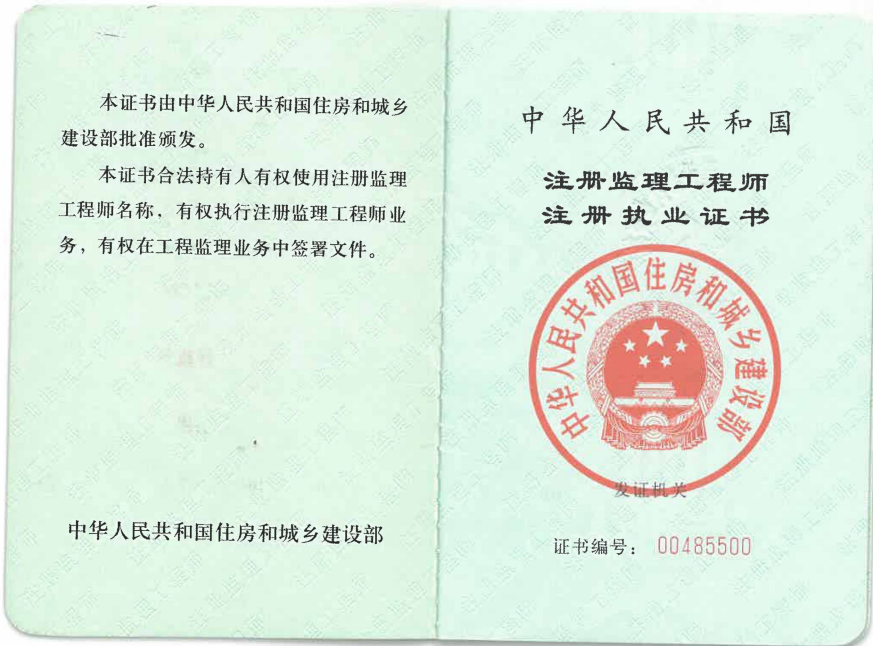 本证书由中华人民共和国住房和城乡
建设部批准颁发。
本证书合法持有人有权使用注册监理
工程师名称，有权执行注册监理工程师业
务，有权在工程监理业务中签署文件。
中华人民共和国住房和城乡建设部
中华人民共和国
注册监理工程师
注册执业证书
中华人民共和国住房和城乡建设部
发证机关
证书编号：00485500